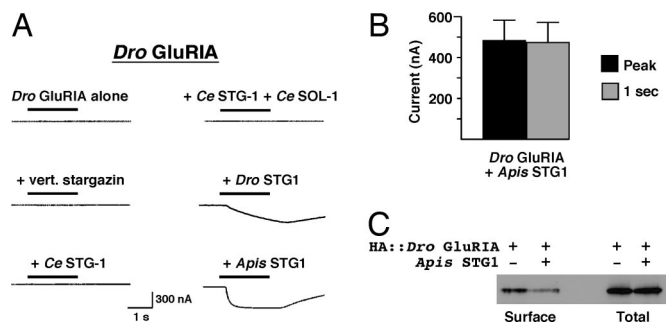 A
Dro GluRIA
Dro GluRIA alone
+ Ce STG-1 + Ce SOL-1
+ vert. stargazin
+ Dro STG1
+ Ce STG-1
+ Apis STG1
300 nA
1 s
B
Current (nA)
600
400
200
Peak
1 sec
Dro GluRIA
+ Apis STG1
C
HA::Dro GluRIA + + + +
Apis STG1 – + – +
Surface Total